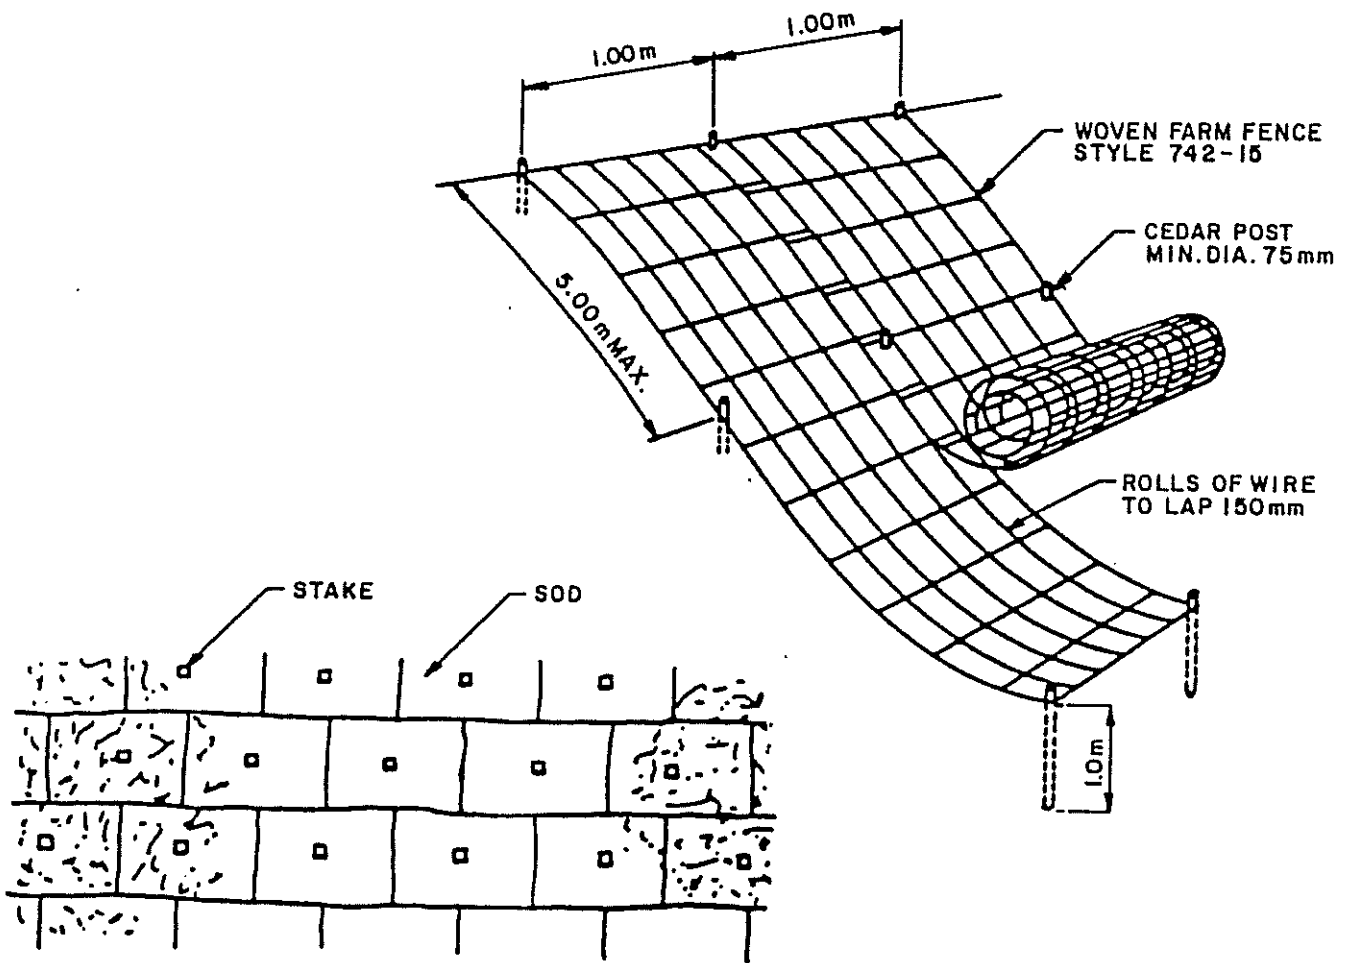 1.00m
1.00m
WOVEN FARM FENCE
STYLE 742-15
CEDAR POST
MIN. DIA. 75mm
5.00m MAX.
ROLLS OF WIRE
TO LAP 150mm
STAKE
SOD
1.0m